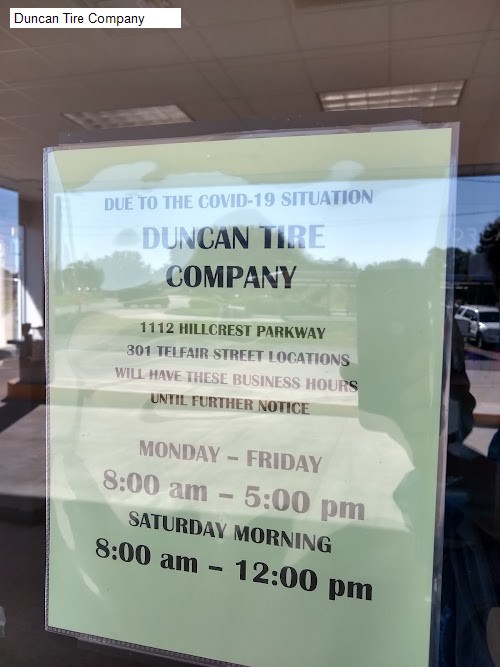 Duncan Tire Company
DUE TO THE COVID-19 SITUATION
DUNCAN TIRE
COMPANY
1112 HILLCREST PARKWAY
301 TELFAIR STREET LOCATIONS
WILL HAVE THESE BUSINESS HOURS
UNTIL FURTHER NOTICE
MONDAY – FRIDAY
8:00 am – 5:00 pm
SATURDAY MORNING
8:00 am – 12:00 pm